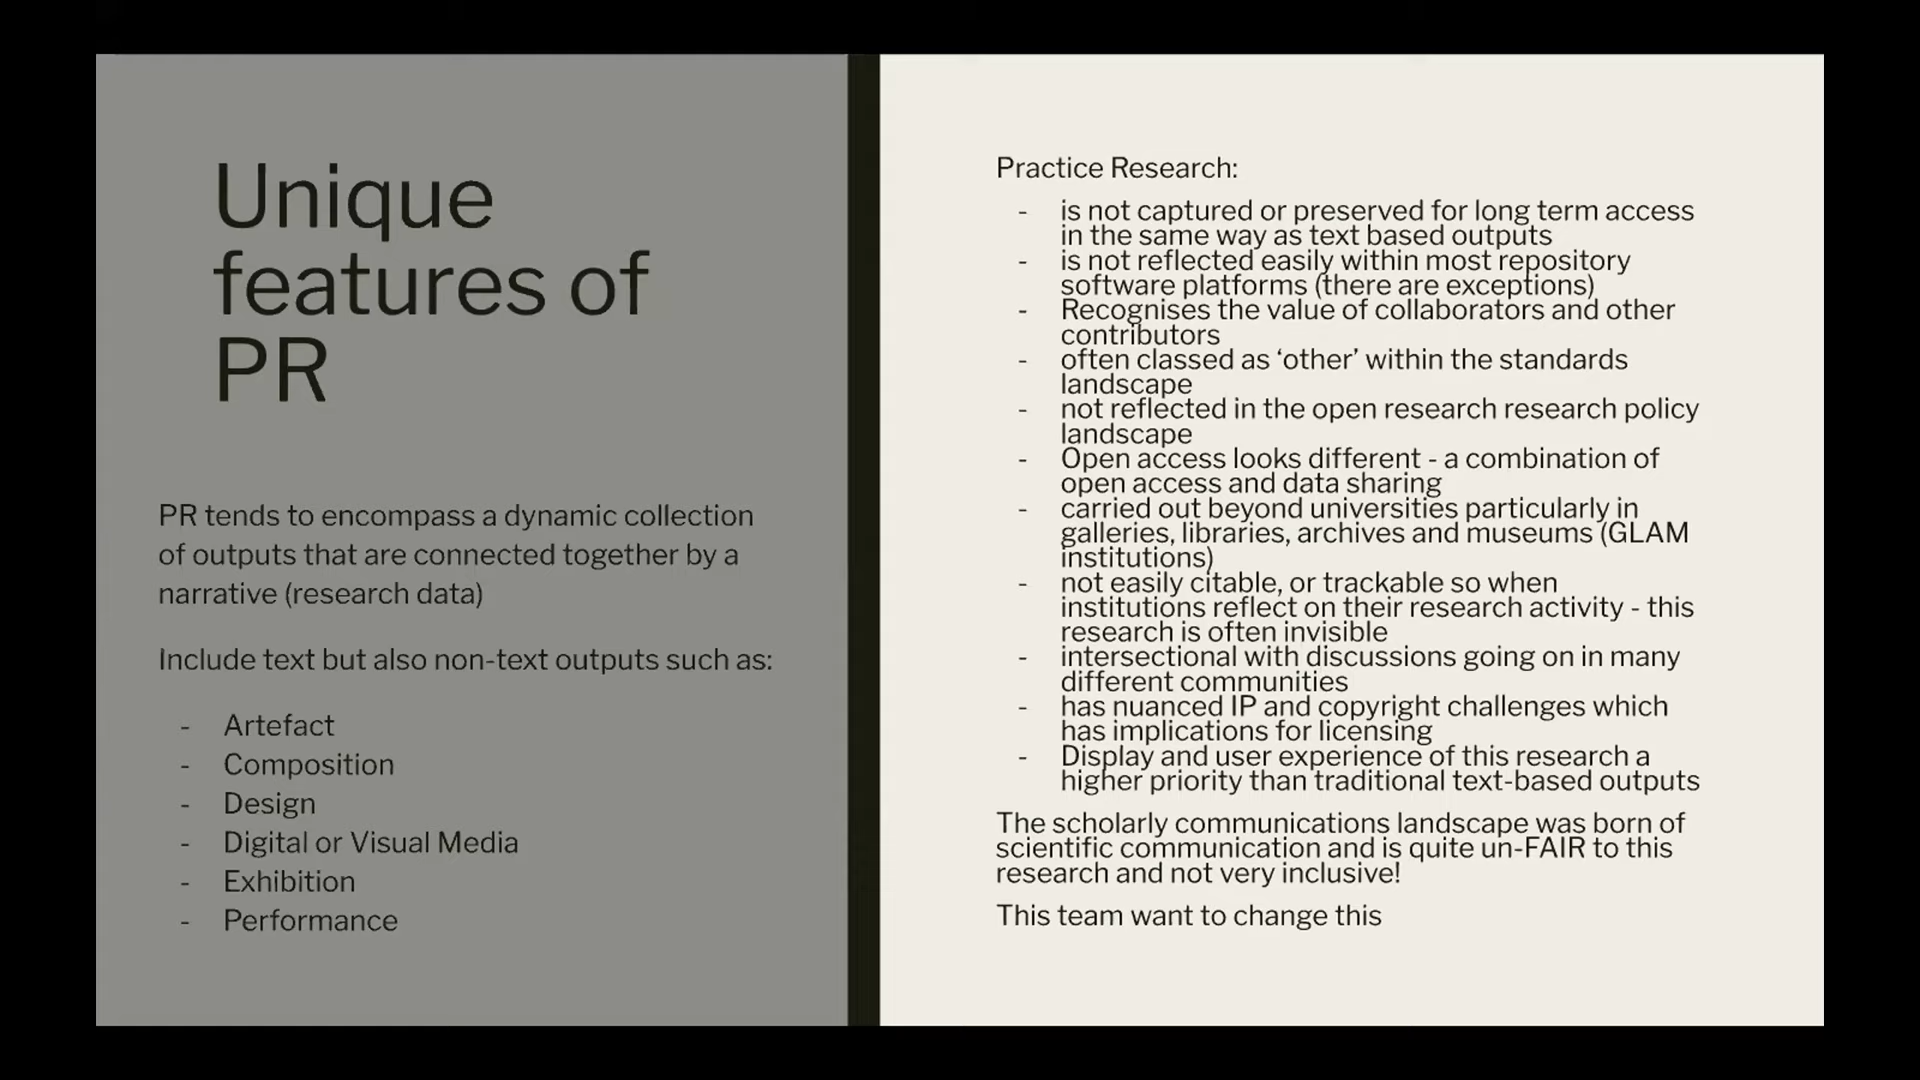 Unique
features of
PR
PR tends to encompass a dynamic collection
of outputs that are connected together by a
narrative (research data)
Include text but also non-text outputs such as:
- Artefact
- Composition
- Design
- Digital or Visual Media
- Exhibition
- Performance
Practice Research:
- is not captured or preserved for long term access
in the same way as text based outputs
- is not reflected easily within most repository
software platforms (there are exceptions)
- Recognises the value of collaborators and other
contributors
- often classed as ‘other’ within the standards
landscape
- not reflected in the open research research policy
landscape
- Open access looks different - a combination of
open access and data sharing
- carried out beyond universities particularly in
galleries, libraries, archives and museums (GLAM
institutions)
- not easily citable, or trackable so when
institutions reflect on their research activity - this
research is often invisible
- intersectional with discussions going on in many
different communities
- has nuanced IP and copyright challenges which
has implications for licensing
- Display and user experience of this research a
higher priority than traditional text-based outputs
The scholarly communications landscape was born of
scientific communication and is quite un-FAIR to this
research and not very inclusive!
This team want to change this